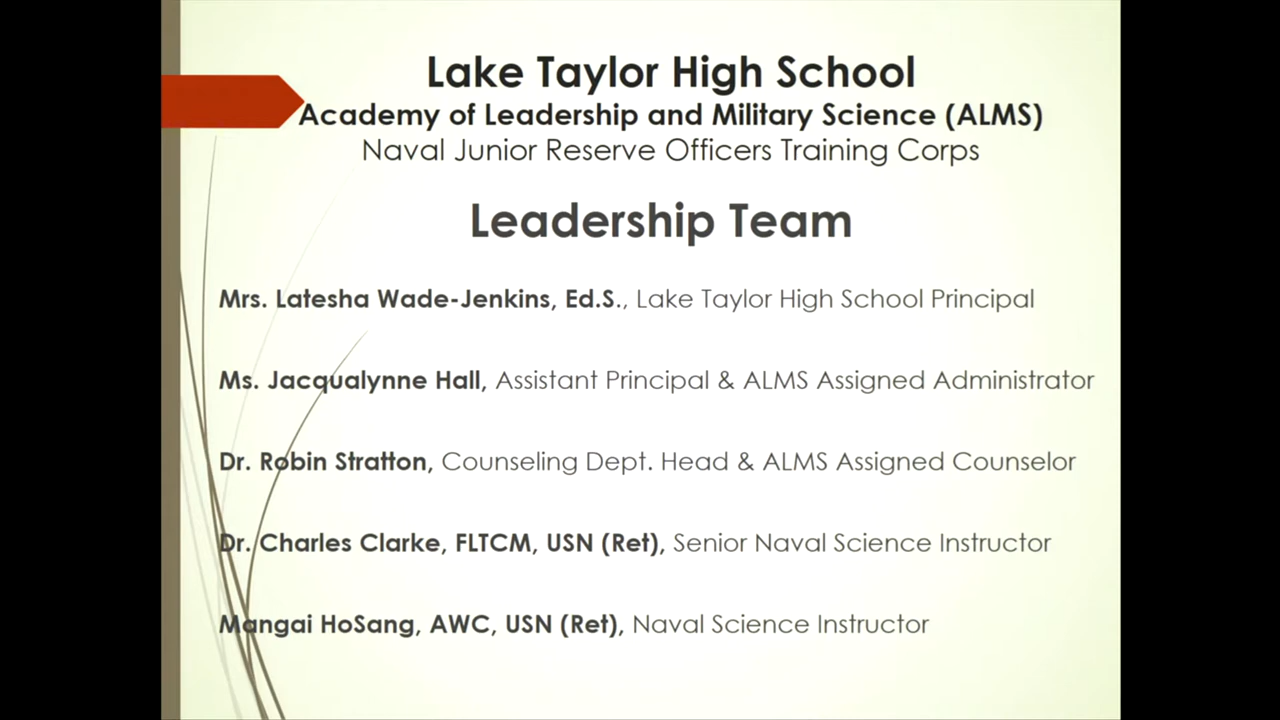 Lake Taylor High School
Academy of Leadership and Military Science (ALMS)
Naval Junior Reserve Officers Training Corps
Leadership Team
Mrs. Latesha Wade-Jenkins, Ed.S., Lake Taylor High School Principal
Ms. Jacqualynne Hall, Assistant Principal & ALMS Assigned Administrator
Dr. Robin Stratton, Counseling Dept. Head & ALMS Assigned Counselor
Dr. Charles Clarke, FLTCM, USN (Ret), Senior Naval Science Instructor
Mangai HoSang, AWC, USN (Ret), Naval Science Instructor